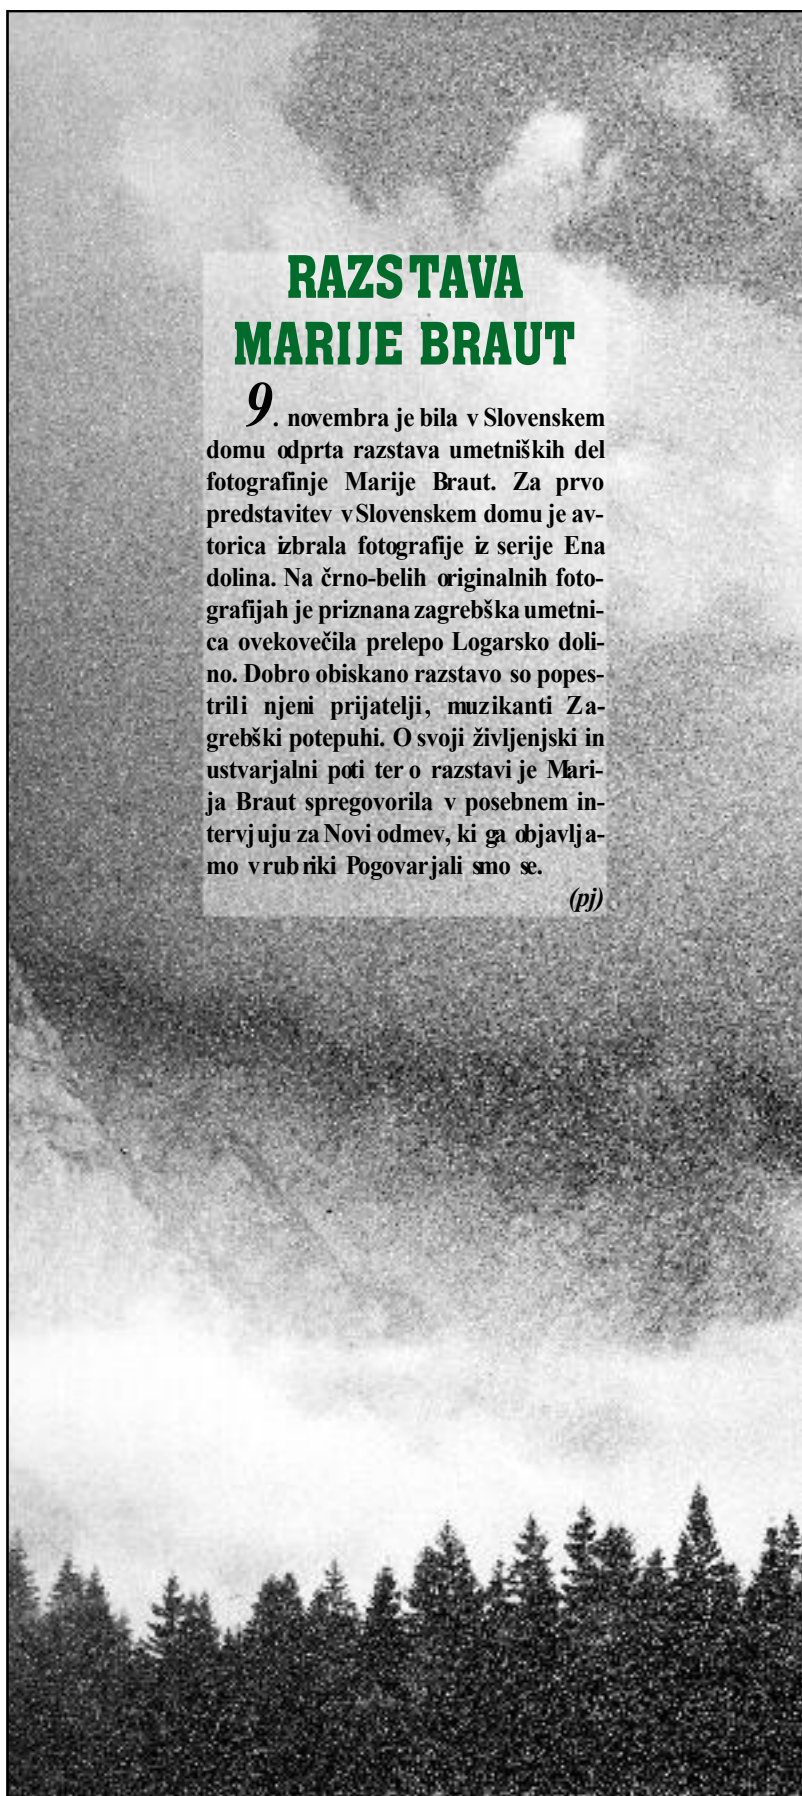 RAZSTAVA
MARIJE BRAUT
9. novembra je bila v Slovenskem
domu odprta razstava umetniških del
fotografinje Marije Braut. Za prvo
predstavitev v Slovenskem domu je av-
torica izbrala fotografije iz serije Ena
dolina. Na črno-belih originalnih foto-
grafijah je priznana zagrebška umetni-
ca ovekovečila prelepo Logarsko doli-
no. Dobro obiskano razstavo so popes-
trili njeni prijatelji, muzikanti Za-
grebški potepuhi. O svoji življenjski in
ustvarjalni poti ter o razstavi je Mari-
ja Braut spregovorila v posebnem in-
tervjuju za Novi odmev, ki ga objavlja-
mo v rubriki Pogovarjali smo se.
(pj)